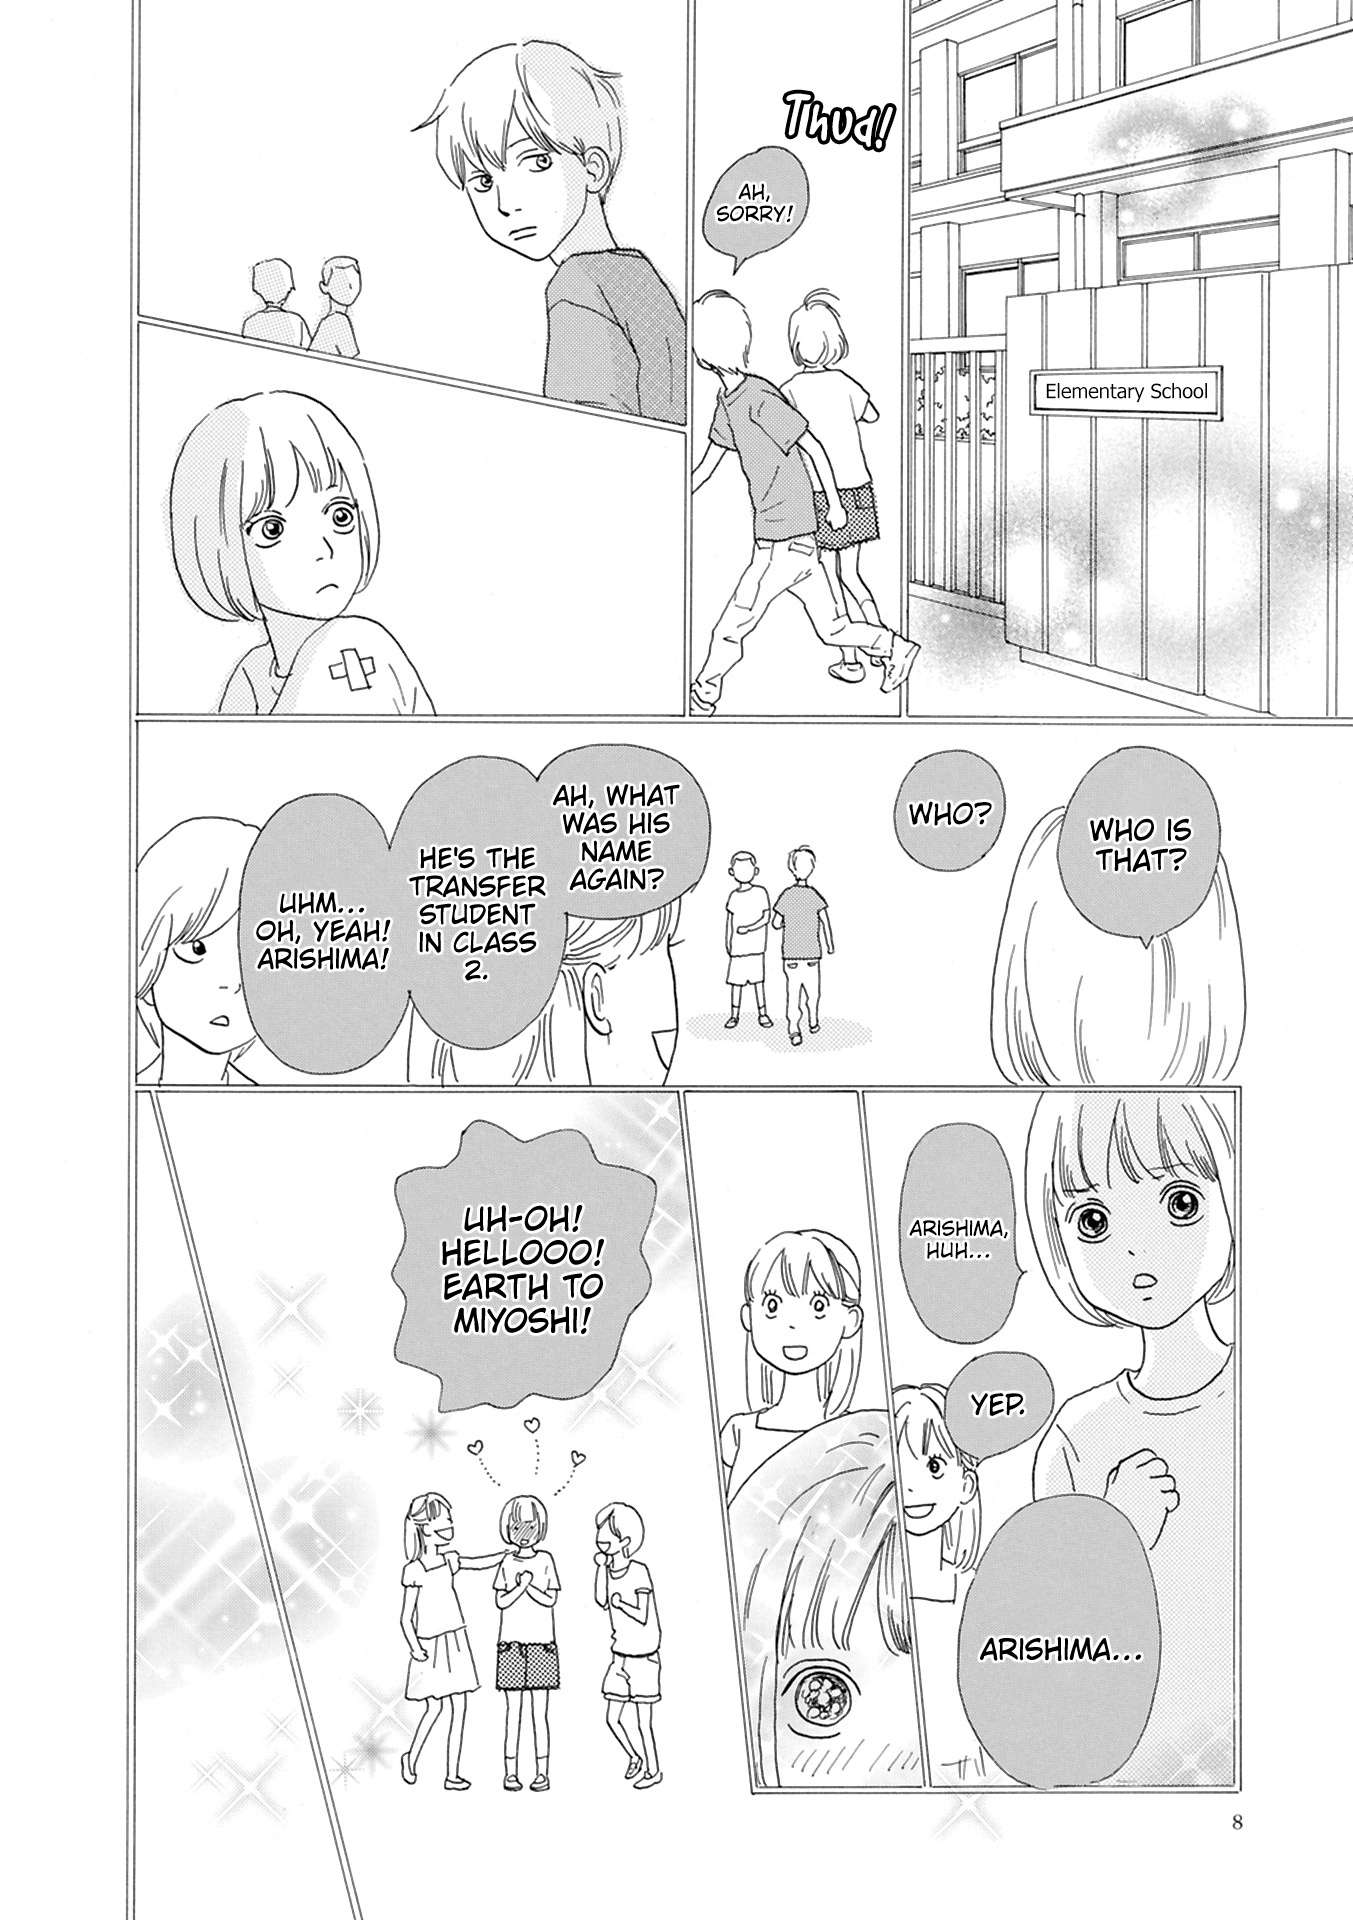 Elementary School
Thud!
AH,
SORRY!
WHO IS
THAT?
WHO?
AH, WHAT
WAS HIS
NAME
AGAIN?
HE'S THE
TRANSFER
STUDENT
IN CLASS
2.
UHM...
OH, YEAH!
ARISHIMA!
ARISHIMA,
HUH...
YEP.
ARISHIMA...
UH-OH!
HELLOOO!
EARTH TO
MIYOSHI!
8